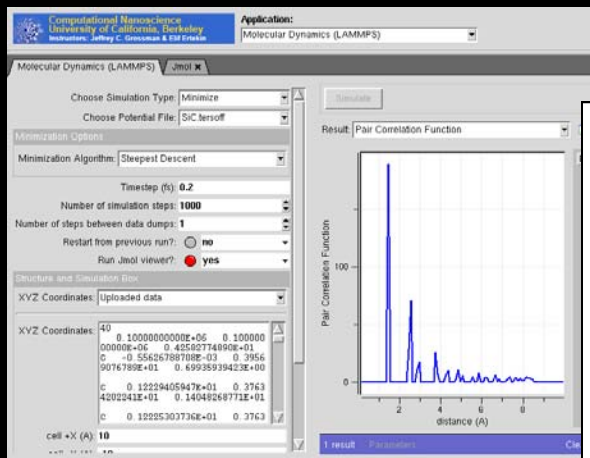 Computational Nanoscience
University of California, Berkeley
Instructors: Jeffrey C. Grossman & Elif Ertekin
Application:
Molecular Dynamics (LAMMPS)
Molecular Dynamics (LAMMPS)
Jmol
Choose Simulation Type: Minimize
Choose Potential File: SiC.tersoff
Minimization Options
Minimization Algorithm: Steepest Descent
Timestep (fs): 0.2
Number of simulation steps: 1000
Number of steps between data dumps: 1
Restart from previous run?: no
Run Jmol viewer?: yes
Structure and Simulation Box
XYZ Coordinates: Uploaded data
XYZ Coordinates:
40
0.10000000000E+06 0.100000
00000E+06 0.42582774890E+01
C -0.55626788708E-03 0.3956
9076789E+01 0.69935939423E+00
C 0.12229405947E+01 0.3763
4202241E+01 0.14048268771E+01
C 0.12225303736E+01 0.3763
cell +X (A): 10
Simulate
Result: Pair Correlation Function
Pair Correlation Function
100
0
2
4
6
8
distance (A)
1 result
Parameters
Cle